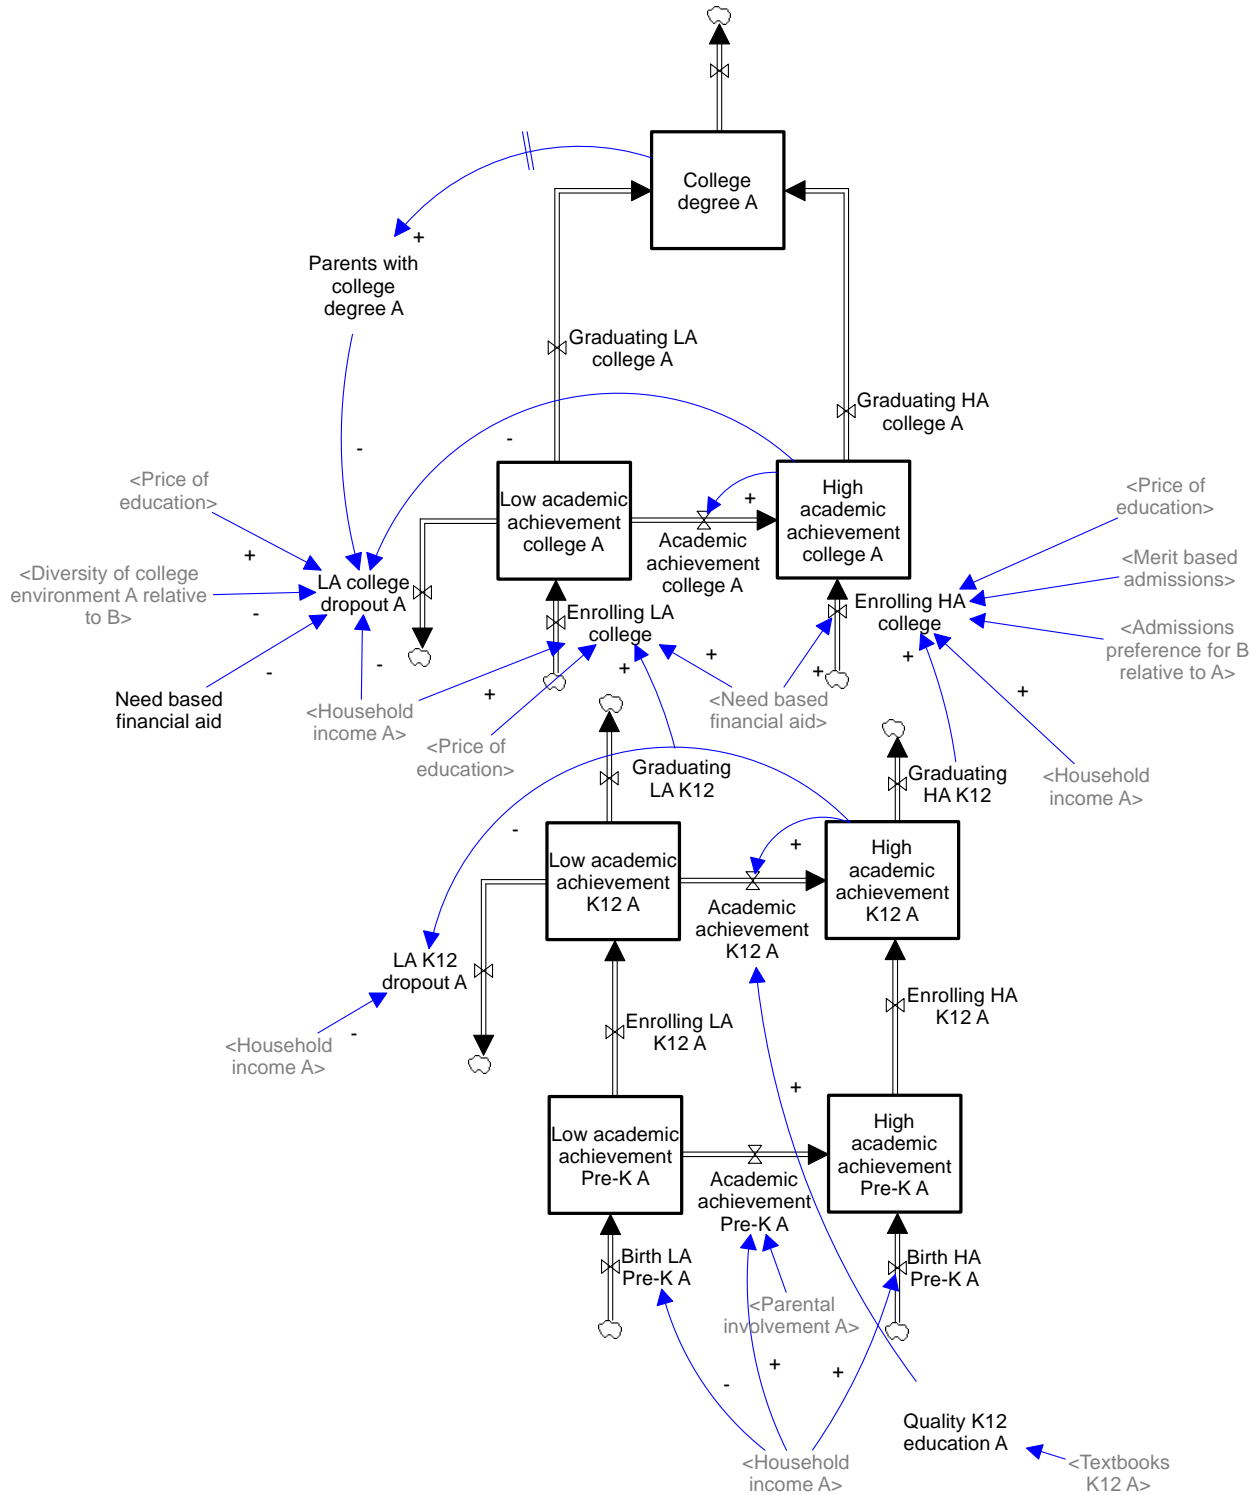 College
degree A
+
Parents with
college
degree A
Graduating LA
college A
Graduating HA
college A
-
-
<Price of
education>
+
<Diversity of college
environment A relative
to B>
-
LA college
dropout A
Need based
financial aid
-
-
<Household
income A>
Low academic
achievement
college A
+
Academic
achievement
college A
High
academic
achievement
college A
Enrolling LA
college
+
+
+
+
<Price of
education>
<Need based
financial aid>
Enrolling HA
college
<Price of
education>
<Merit based
admissions>
<Admissions
preference for B
relative to A>
+
+
<Household
income A>
Graduating
LA K12
Graduating
HA K12
-
+
Low academic
achievement
K12 A
Academic
achievement
K12 A
High
academic
achievement
K12 A
LA K12
dropout A
-
<Household
income A>
Enrolling LA
K12 A
Enrolling HA
K12 A
+
Low academic
achievement
Pre-K A
Academic
achievement
Pre-K A
High
academic
achievement
Pre-K A
Birth LA
Pre-K A
Birth HA
Pre-K A
<Parental
involvement A>
-
+
+
Quality K12
education A
<Household
income A>
<Textbooks
K12 A>